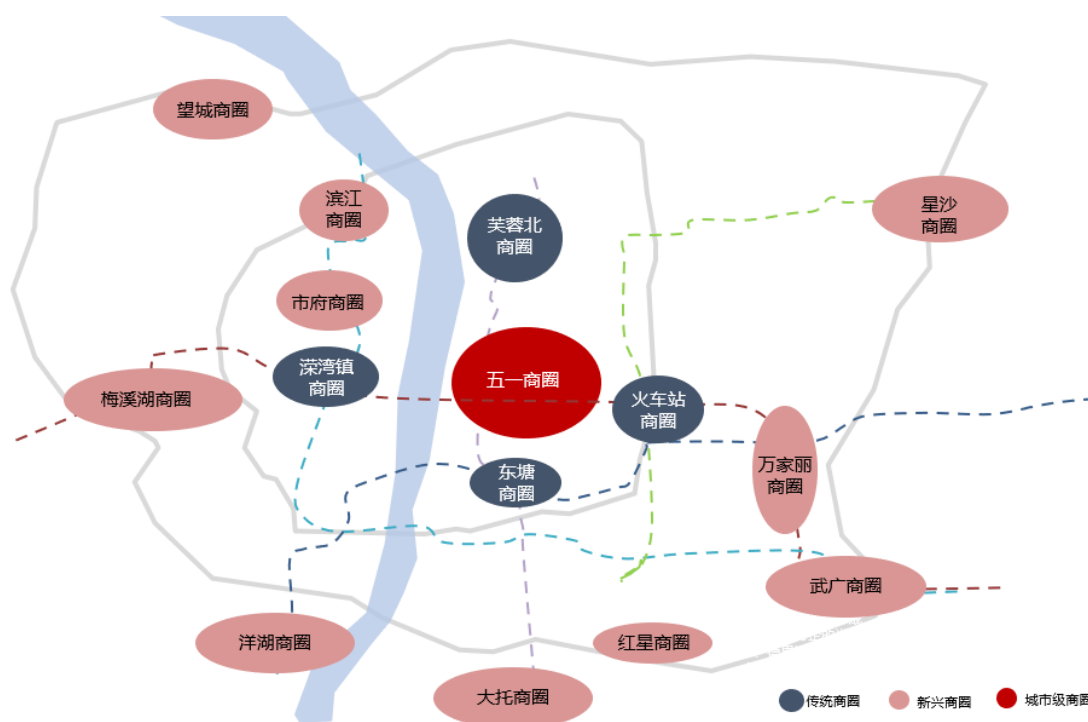 望城商圈
滨江
商圈
星沙
商圈
芙蓉北
商圈
市府商圈
溁湾镇
商圈
五一商圈
梅溪湖商圈
火车站
商圈
万家丽
商圈
东塘
商圈
武广商圈
洋湖商圈
红星商圈
大托商圈
传统商圈
新兴商圈
城市级商圈